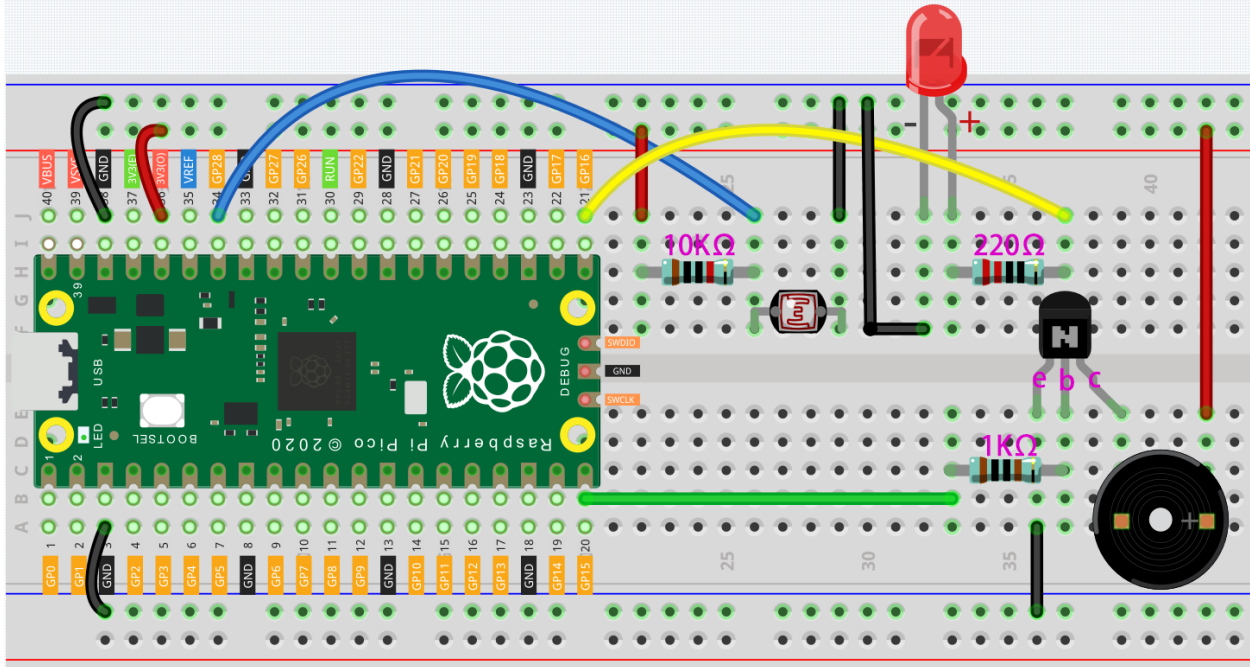 - +
VBUS VSYS GND 3V3(E) 3V3(O) VREF GP28 GP27 GP26 RUN GP22 GND GP21 GP20 GP19 GP18 GND GP17 GP16
40 39 38 37 36 35 34 33 32 31 30 29 28 27 26 25 24 23 22 21
25 35 40
J
I
10KΩ 220Ω
H
G
F
39
USB
DEBUG
SWDIO
GND
SWCLK
e b c
E
D
C
B
A
LED
BOOTSEL
Raspberry Pi Pico ©2020
1 2
1KΩ
+
1 2 3 4 5 6 7 8 9 10 11 12 13 14 15 16 17 18 19 20
25 30 35
GP0 GP1 GND GP2 GP3 GP4 GP5 GND GP6 GP7 GP8 GP9 GND GP10 GP11 GP12 GP13 GND GP14 GP15